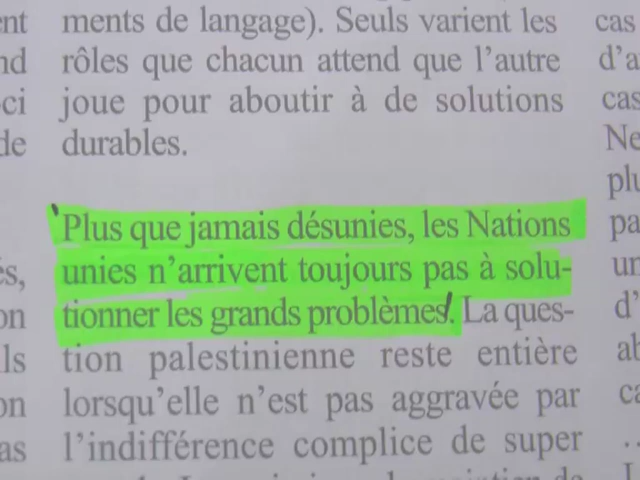 ments de langage). Seuls varient les
rôles que chacun attend que l'autre
joue pour aboutir à de solutions
durables.
Plus que jamais désunies, les Nations
unies n'arrivent toujours pas à solu-
tionner les grands problèmes. La ques-
tion palestinienne reste entière
lorsqu'elle n'est pas aggravée par
l'indifférence complice de super